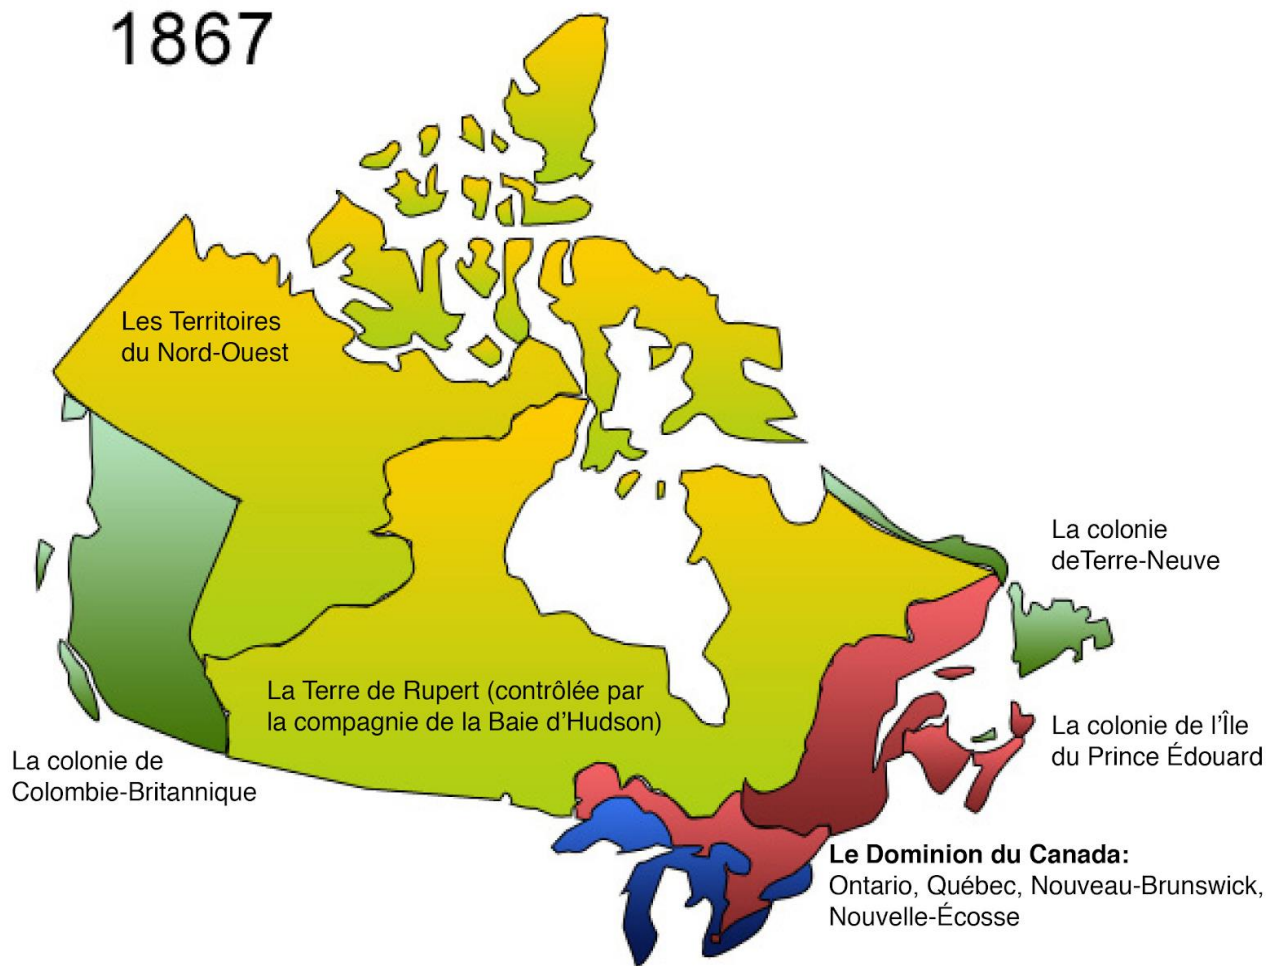 1867
Les Territoires
du Nord-Ouest
La colonie
deTerre-Neuve
La Terre de Rupert (contrôlée par
la compagnie de la Baie d'Hudson)
La colonie de l'Île
du Prince Édouard
La colonie de
Colombie-Britannique
Le Dominion du Canada:
Ontario, Québec, Nouveau-Brunswick,
Nouvelle-Écosse